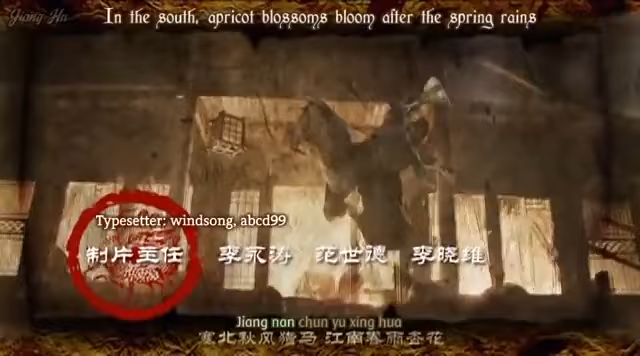 Jiang Hu
In the south, apricot blossoms bloom after the spring rains
Typesetter: windsong, abcd99
制片主任 李永涛 范世德 李晓维
Jiang nan chun yu xing hua
塞北秋风猎马 江南春雨杏花